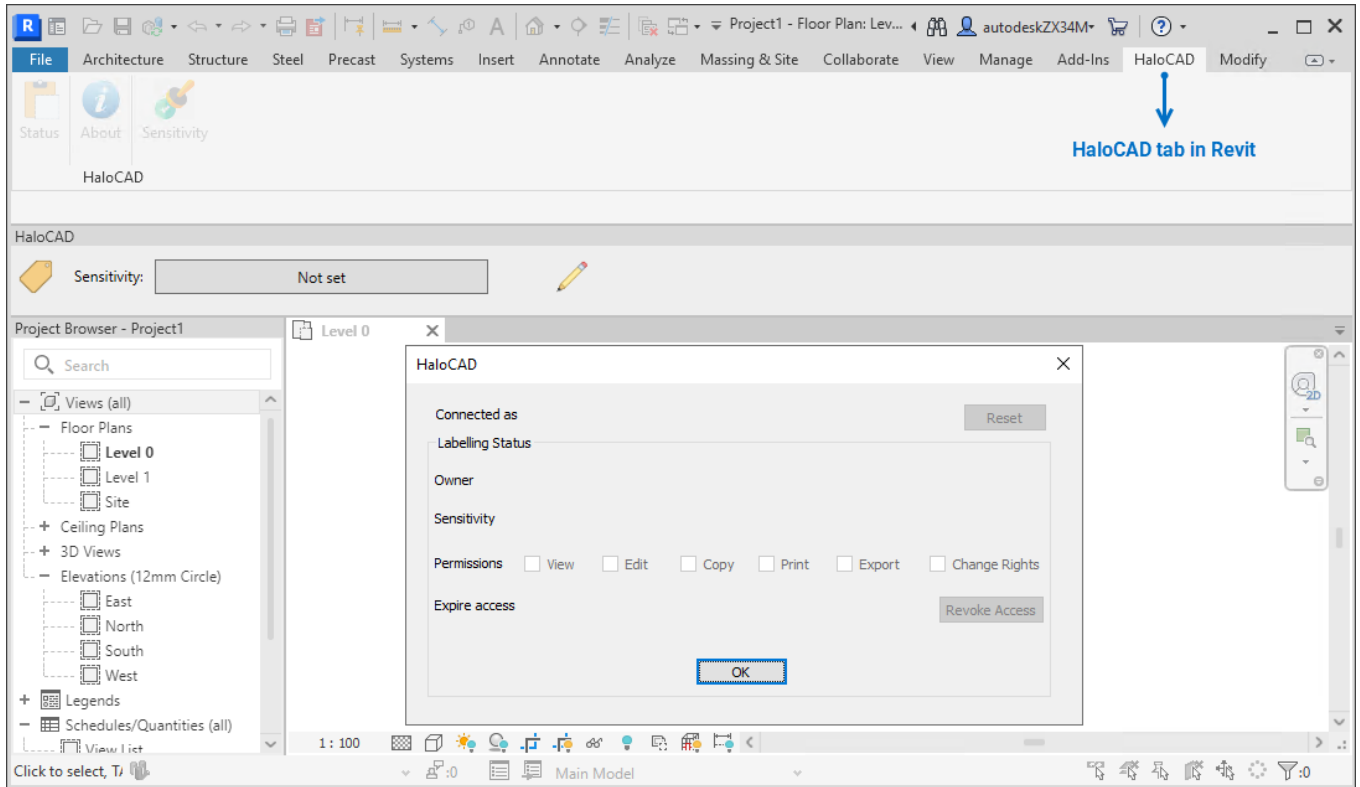 R Project1 - Floor Plan: Lev... autodeskZX34M
File Architecture Structure Steel Precast Systems Insert Annotate Analyze Massing & Site Collaborate View Manage Add-Ins HaloCAD Modify
Status About Sensitivity
HaloCAD tab in Revit
HaloCAD
HaloCAD
Sensitivity: Not set
Project Browser - Project1
Level 0
Search
Views (all)
Floor Plans
Level 0
Level 1
Site
Ceiling Plans
3D Views
Elevations (12mm Circle)
East
North
South
West
Legends
Schedules/Quantities (all)
View List
HaloCAD
Connected as Reset
Labelling Status
Owner
Sensitivity
Permissions View Edit Copy Print Export Change Rights
Expire access Revoke Access
OK
2D
1 : 100
Click to select, T/ :0 Main Model :0